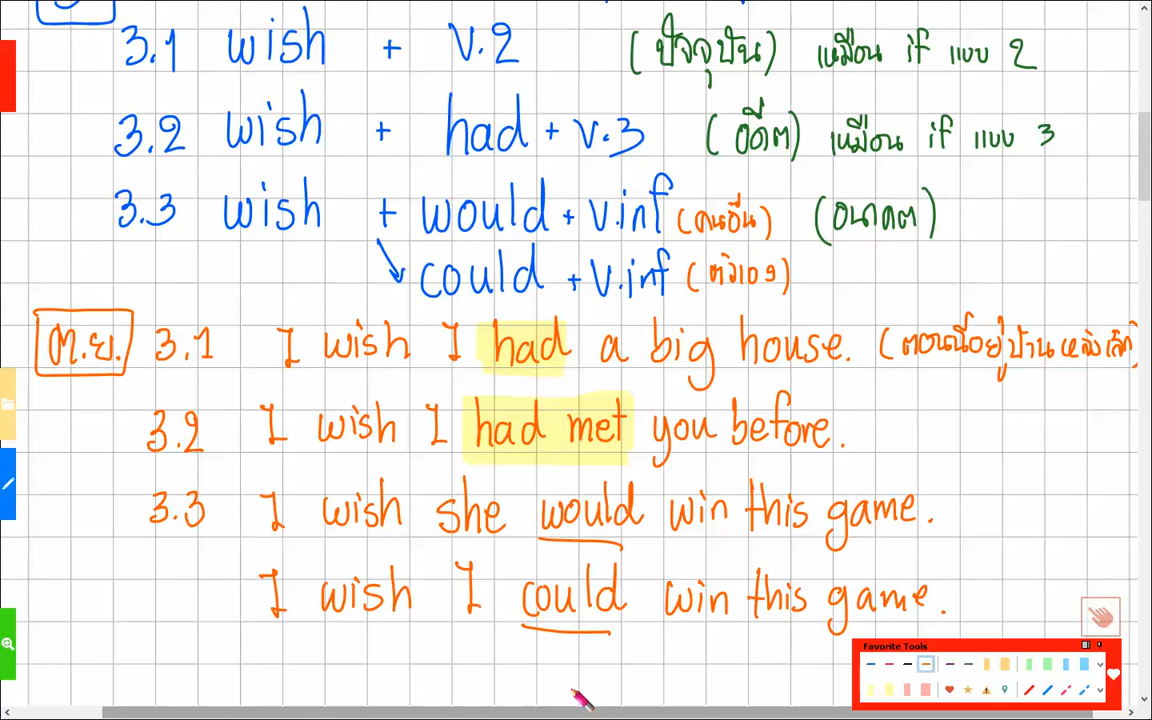 3.1 wish + v.2 (ปัจจุบัน) เหมือน if แบบ 2
3.2 wish + had + v.3 (อดีต) เหมือน if แบบ 3
3.3 wish + would + v.inf (คนอื่น) (อนาคต)
could + v.inf (ตัวเอง)
ต.ย. 3.1 I wish I had a big house. (ตอนนี้อยู่บ้านหลังเล็ก)
3.2 I wish I had met you before.
3.3 I wish she would win this game.
I wish I could win this game.
Favorite Tools